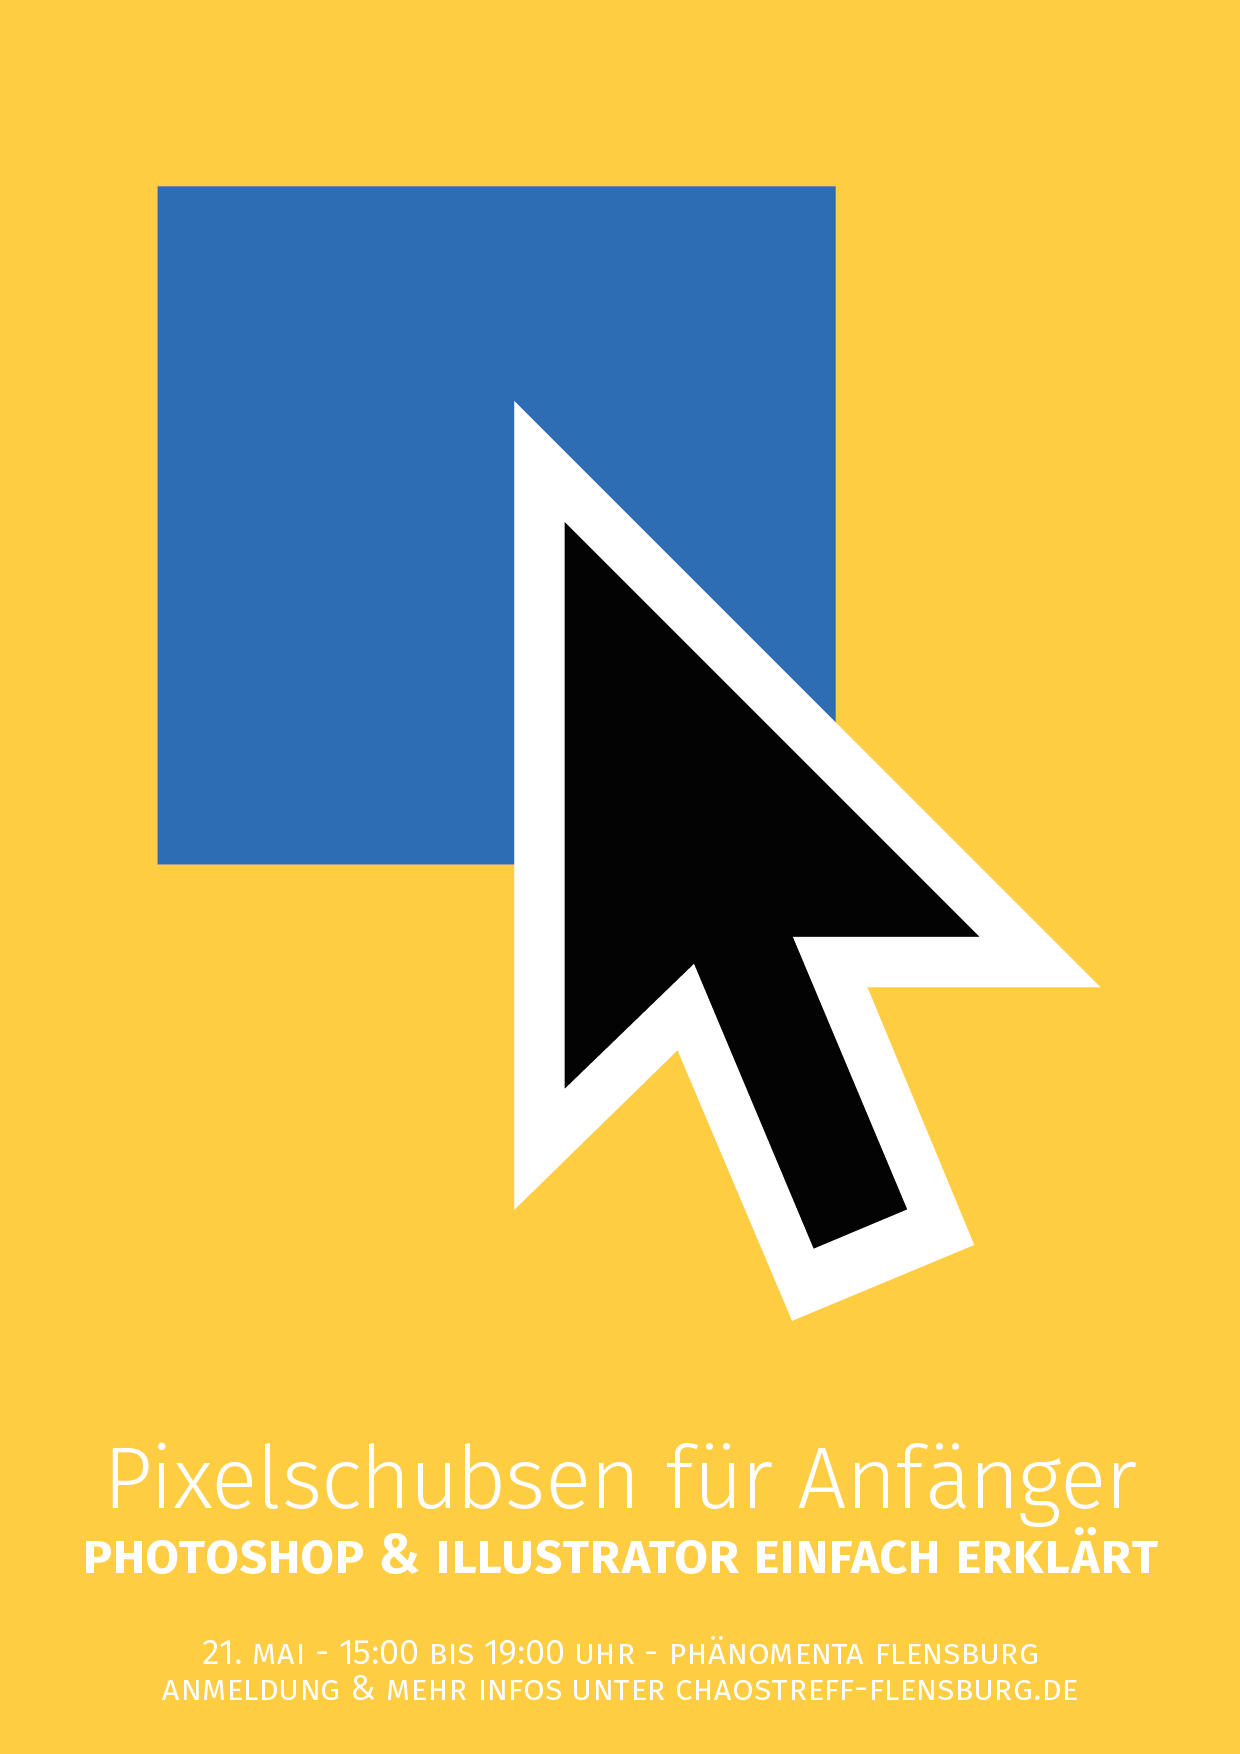 Pixelschubsen für Anfänger
PHOTOSHOP & ILLUSTRATOR EINFACH ERKLÄRT
21. MAI - 15:00 BIS 19:00 UHR - PHÄNOMENTA FLENSBURG
ANMELDUNG & MEHR INFOS UNTER CHAOSTREFF-FLENSBURG.DE